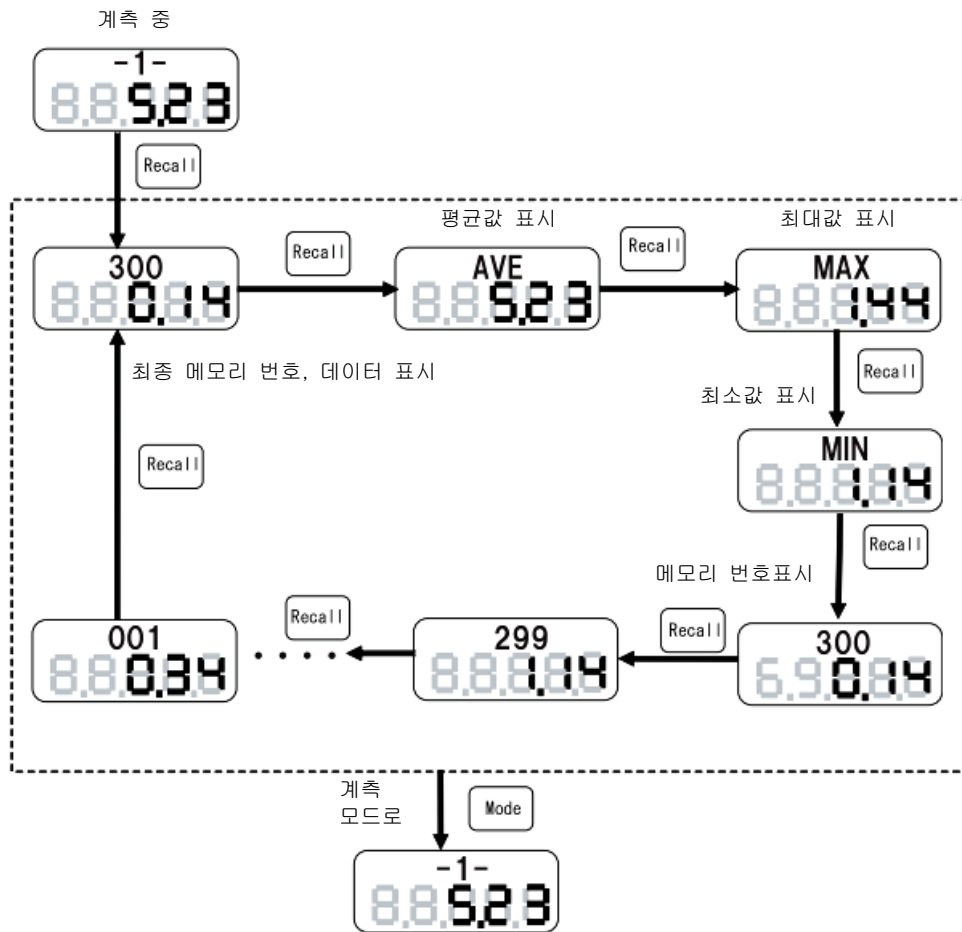 계측 중
-1-
5.23
Recall
300
0.14
Recall
평균값 표시
AVE
5.23
Recall
최대값 표시
MAX
1.44
최종 메모리 번호, 데이터 표시
Recall
최소값 표시
MIN
1.14
Recall
Recall
메모리 번호표시
001
0.34
Recall
299
1.14
Recall
300
0.14
계측
모드로
Mode
-1-
5.23